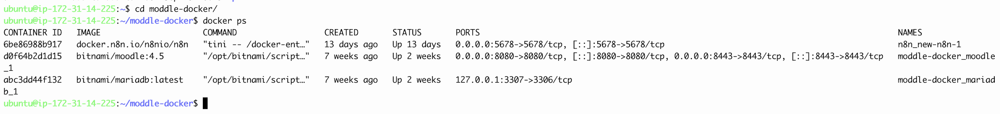 ubuntu@ip-172-31-14-225:~$ cd moddle-docker/
ubuntu@ip-172-31-14-225:~/moddle-docker$ docker ps
CONTAINER ID   IMAGE                     COMMAND                  CREATED       STATUS        PORTS                                                                                      NAMES
6be86988b917   docker.n8n.io/n8nio/n8n   "tini -- /docker-ent…"   13 days ago   Up 13 days    0.0.0.0:5678->5678/tcp, [::]:5678->5678/tcp                                                n8n_new-n8n-1
d0f64b2d1d15   bitnami/moodle:4.5        "/opt/bitnami/script…"   7 weeks ago   Up 2 weeks    0.0.0.0:8080->8080/tcp, [::]:8080->8080/tcp, 0.0.0.0:8443->8443/tcp, [::]:8443->8443/tcp   moddle-docker_moodle
_1
abc3dd44f132   bitnami/mariadb:latest    "/opt/bitnami/script…"   7 weeks ago   Up 2 weeks    127.0.0.1:3307->3306/tcp                                                                   moddle-docker_mariad
b_1
ubuntu@ip-172-31-14-225:~/moddle-docker$